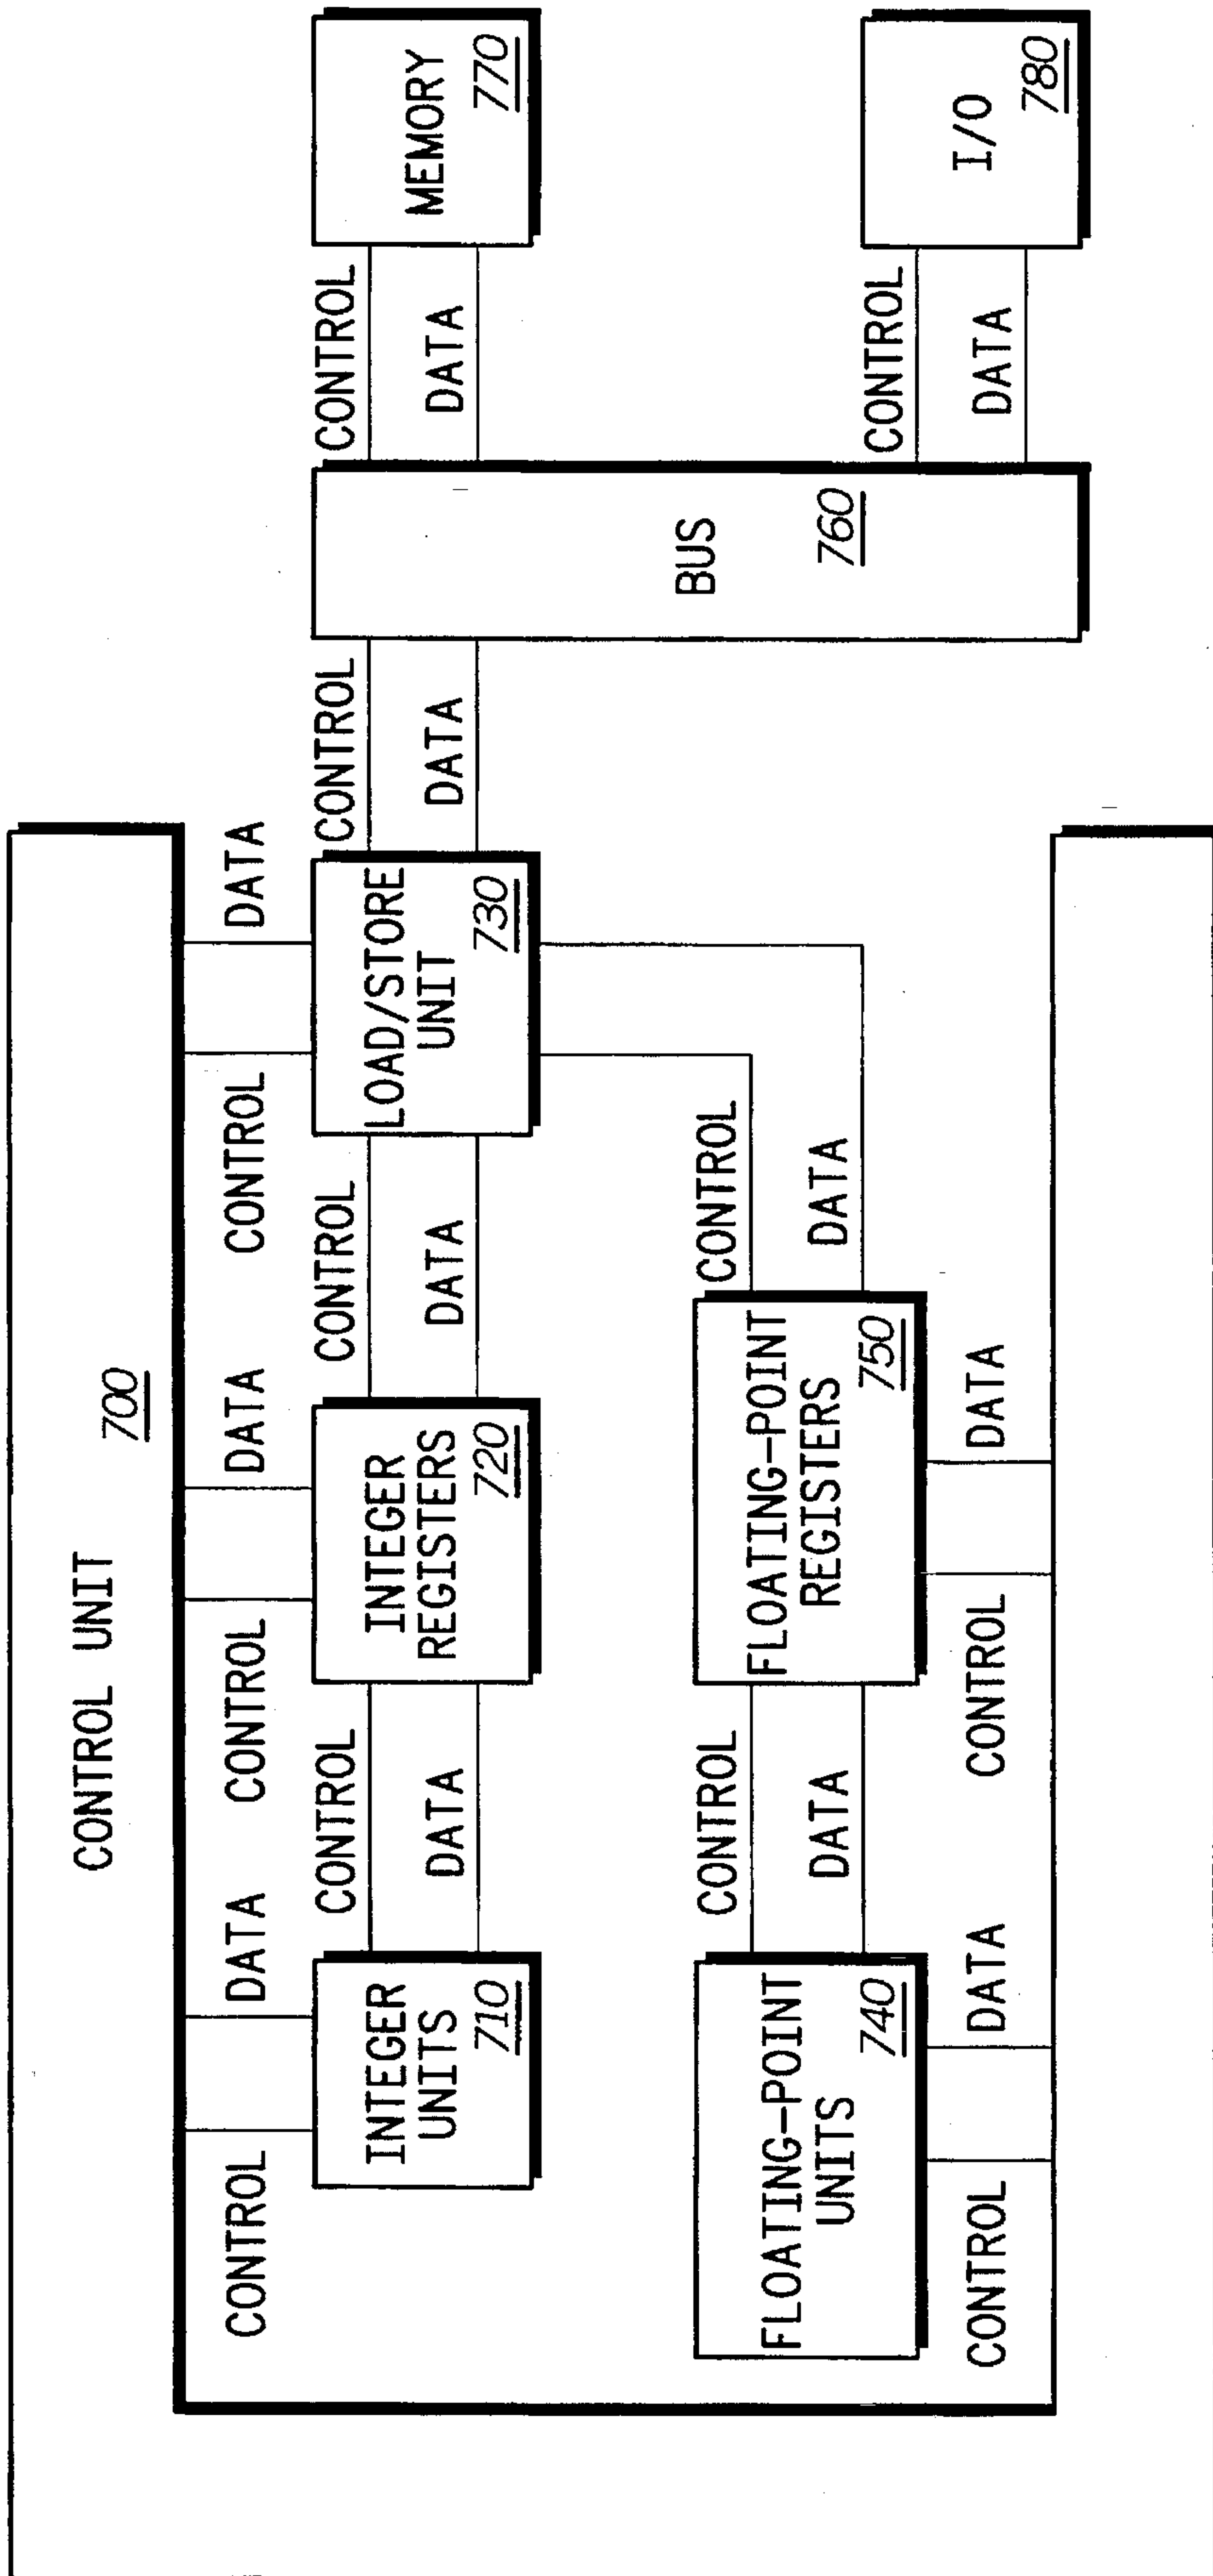 CONTROL UNIT
700
CONTROL
DATA
CONTROL
DATA
CONTROL
DATA
INTEGER
UNITS
710
CONTROL
DATA
INTEGER
REGISTERS
720
CONTROL
DATA
LOAD/STORE
UNIT
730
CONTROL
DATA
BUS
760
CONTROL
DATA
MEMORY
770
FLOATING-POINT
UNITS
740
CONTROL
DATA
FLOATING-POINT
REGISTERS
750
CONTROL
DATA
CONTROL
DATA
I/O
780
CONTROL
DATA
CONTROL
DATA